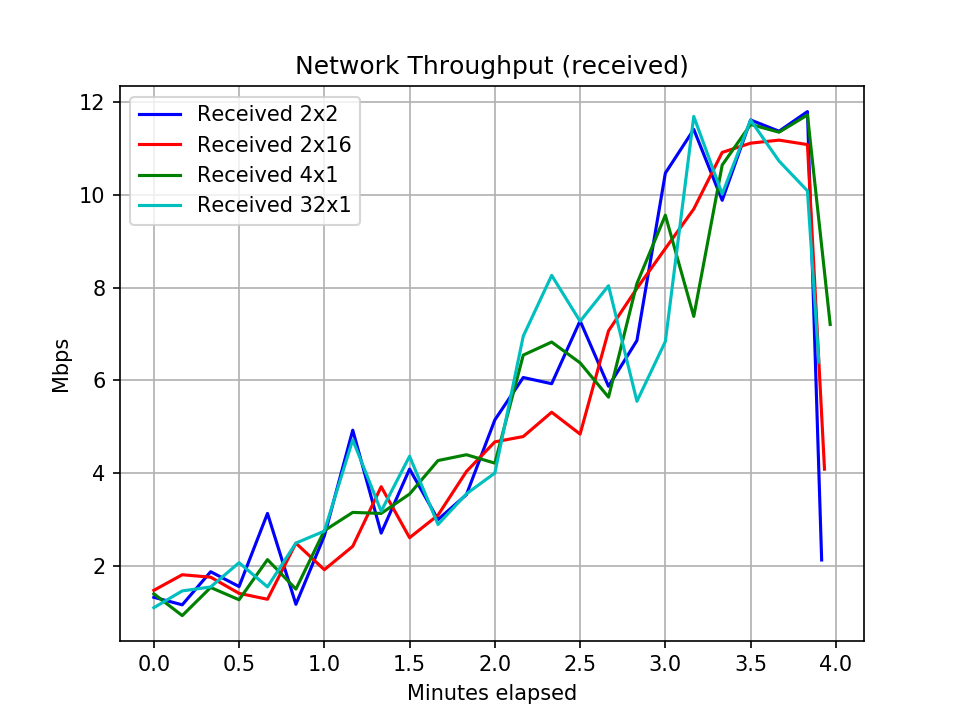 Network Throughput (received)
12
10
8
6
4
2
Mbps
Received 2x2
Received 2x16
Received 4x1
Received 32x1
0.0 0.5 1.0 1.5 2.0 2.5 3.0 3.5 4.0
Minutes elapsed